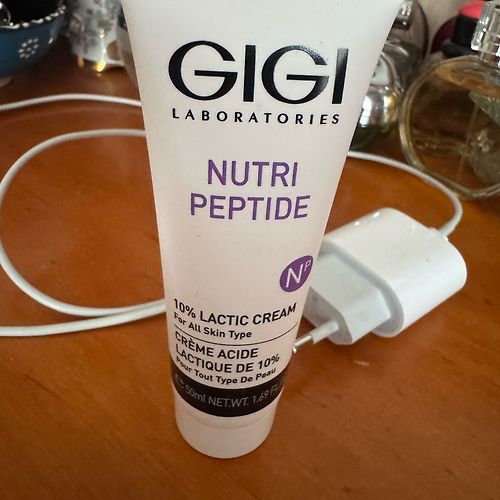 GIGI
LABORATORIES
NUTRI
PEPTIDE
NP
10% LACTIC CREAM
For All Skin Type
CRÈME ACIDE
LACTIQUE DE 10%
Pour Tout Type De Peau
50ml NET.WT. 1.69 FL